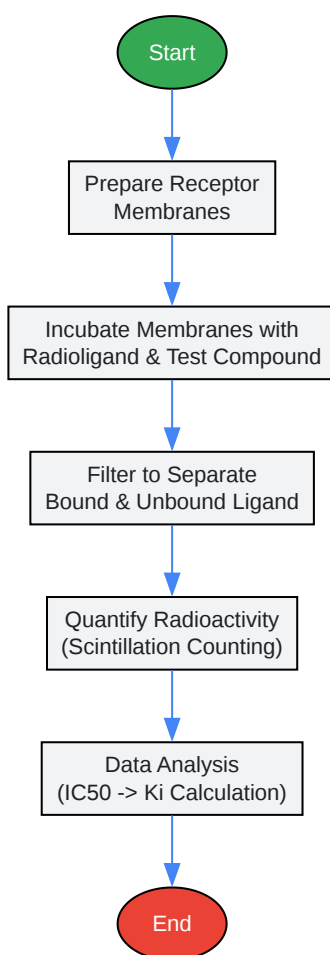 Start
Prepare Receptor
Membranes
Incubate Membranes with
Radioligand & Test Compound
Filter to Separate
Bound & Unbound Ligand
Quantify Radioactivity
(Scintillation Counting)
Data Analysis
(IC50 -> Ki Calculation)
End